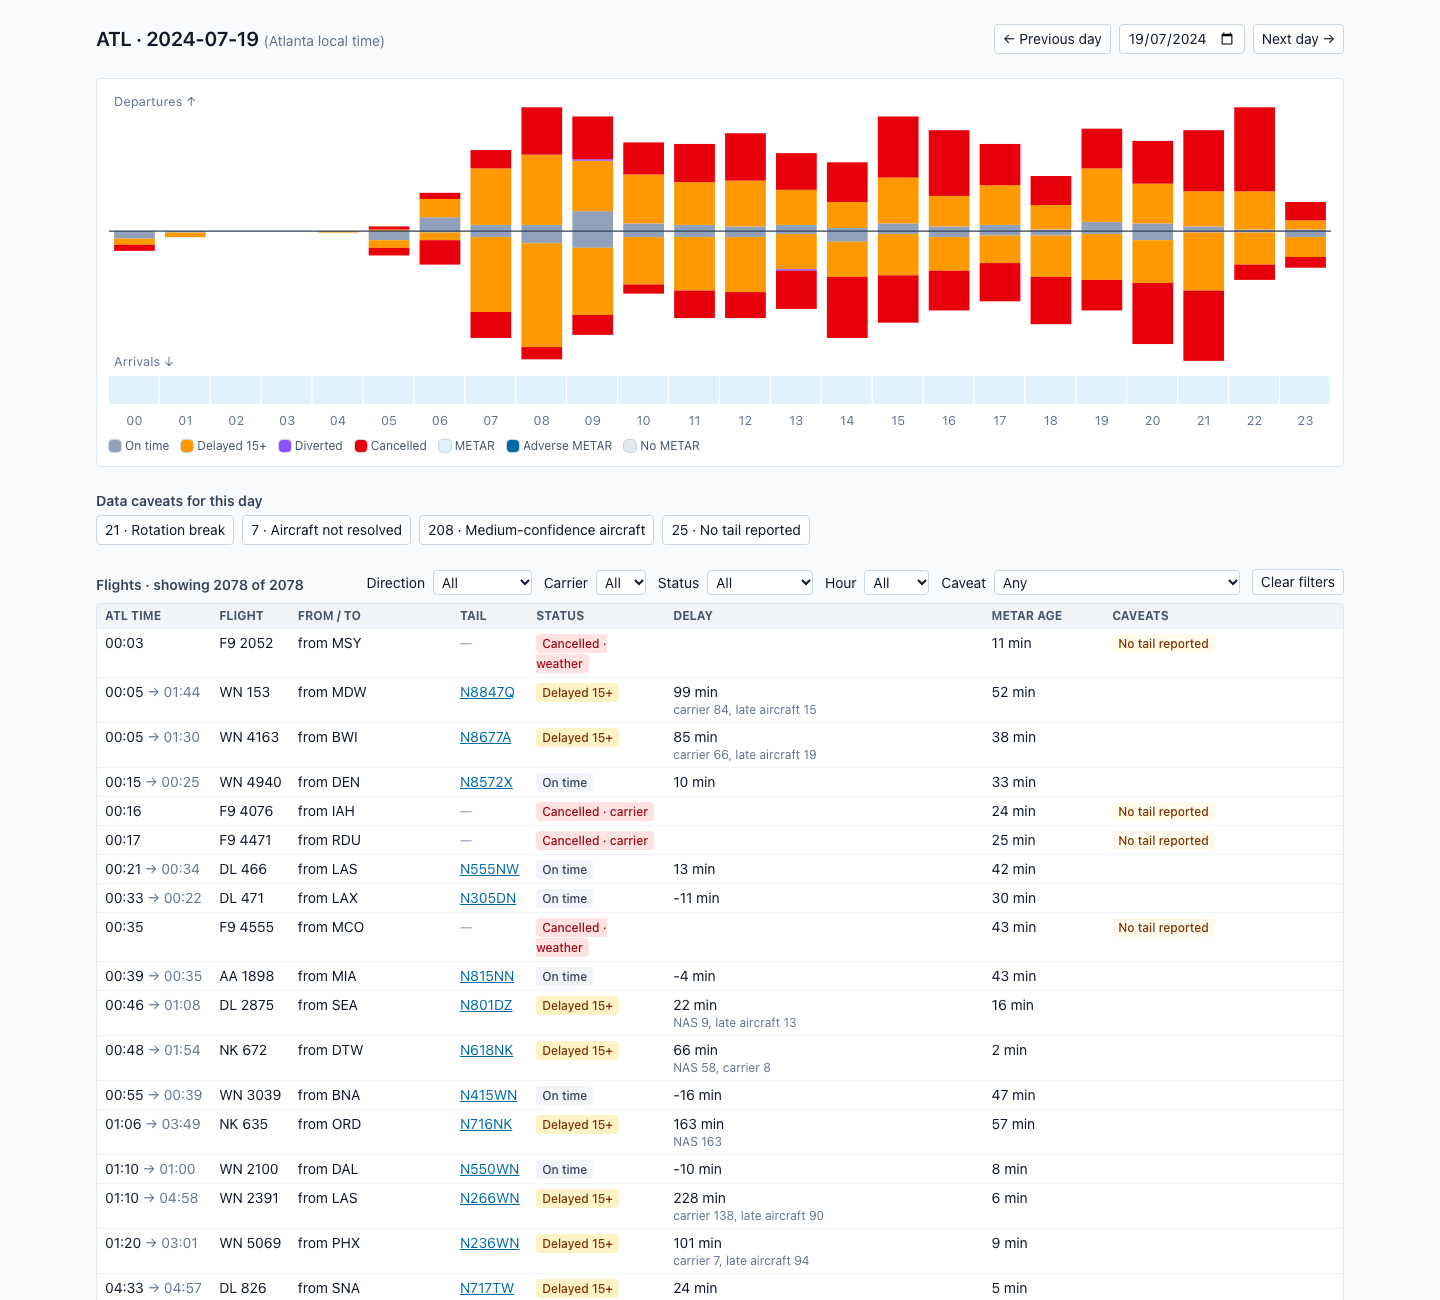 ATL · 2024-07-19 (Atlanta local time)
← Previous day
19/07/2024
Next day →
Departures ↑
Arrivals ↓
00 01 02 03 04 05 06 07 08 09 10 11 12 13 14 15 16 17 18 19 20 21 22 23
On time Delayed 15+ Diverted Cancelled METAR Adverse METAR No METAR
Data caveats for this day
21 · Rotation break
7 · Aircraft not resolved
208 · Medium-confidence aircraft
25 · No tail reported
Flights · showing 2078 of 2078
Direction All Carrier All Status All Hour All Caveat Any Clear filters
ATL TIME FLIGHT FROM / TO TAIL STATUS DELAY METAR AGE CAVEATS
00:03 F9 2052 from MSY — Cancelled · 11 min No tail reported
weather
00:05 → 01:44 WN 153 from MDW N8847Q Delayed 15+ 99 min 52 min
carrier 84, late aircraft 15
00:05 → 01:30 WN 4163 from BWI N8677A Delayed 15+ 85 min 38 min
carrier 66, late aircraft 19
00:15 → 00:25 WN 4940 from DEN N8572X On time 10 min 33 min
00:16 F9 4076 from IAH — Cancelled · carrier 24 min No tail reported
00:17 F9 4471 from RDU — Cancelled · carrier 25 min No tail reported
00:21 → 00:34 DL 466 from LAS N555NW On time 13 min 42 min
00:33 → 00:22 DL 471 from LAX N305DN On time -11 min 30 min
00:35 F9 4555 from MCO — Cancelled · 43 min No tail reported
weather
00:39 → 00:35 AA 1898 from MIA N815NN On time -4 min 43 min
00:46 → 01:08 DL 2875 from SEA N801DZ Delayed 15+ 22 min 16 min
NAS 9, late aircraft 13
00:48 → 01:54 NK 672 from DTW N618NK Delayed 15+ 66 min 2 min
NAS 58, carrier 8
00:55 → 00:39 WN 3039 from BNA N415WN On time -16 min 47 min
01:06 → 03:49 NK 635 from ORD N716NK Delayed 15+ 163 min 57 min
NAS 163
01:10 → 01:00 WN 2100 from DAL N550WN On time -10 min 8 min
01:10 → 04:58 WN 2391 from LAS N266WN Delayed 15+ 228 min 6 min
carrier 138, late aircraft 90
01:20 → 03:01 WN 5069 from PHX N236WN Delayed 15+ 101 min 9 min
carrier 7, late aircraft 94
04:33 → 04:57 DL 826 from SNA N717TW Delayed 15+ 24 min 5 min